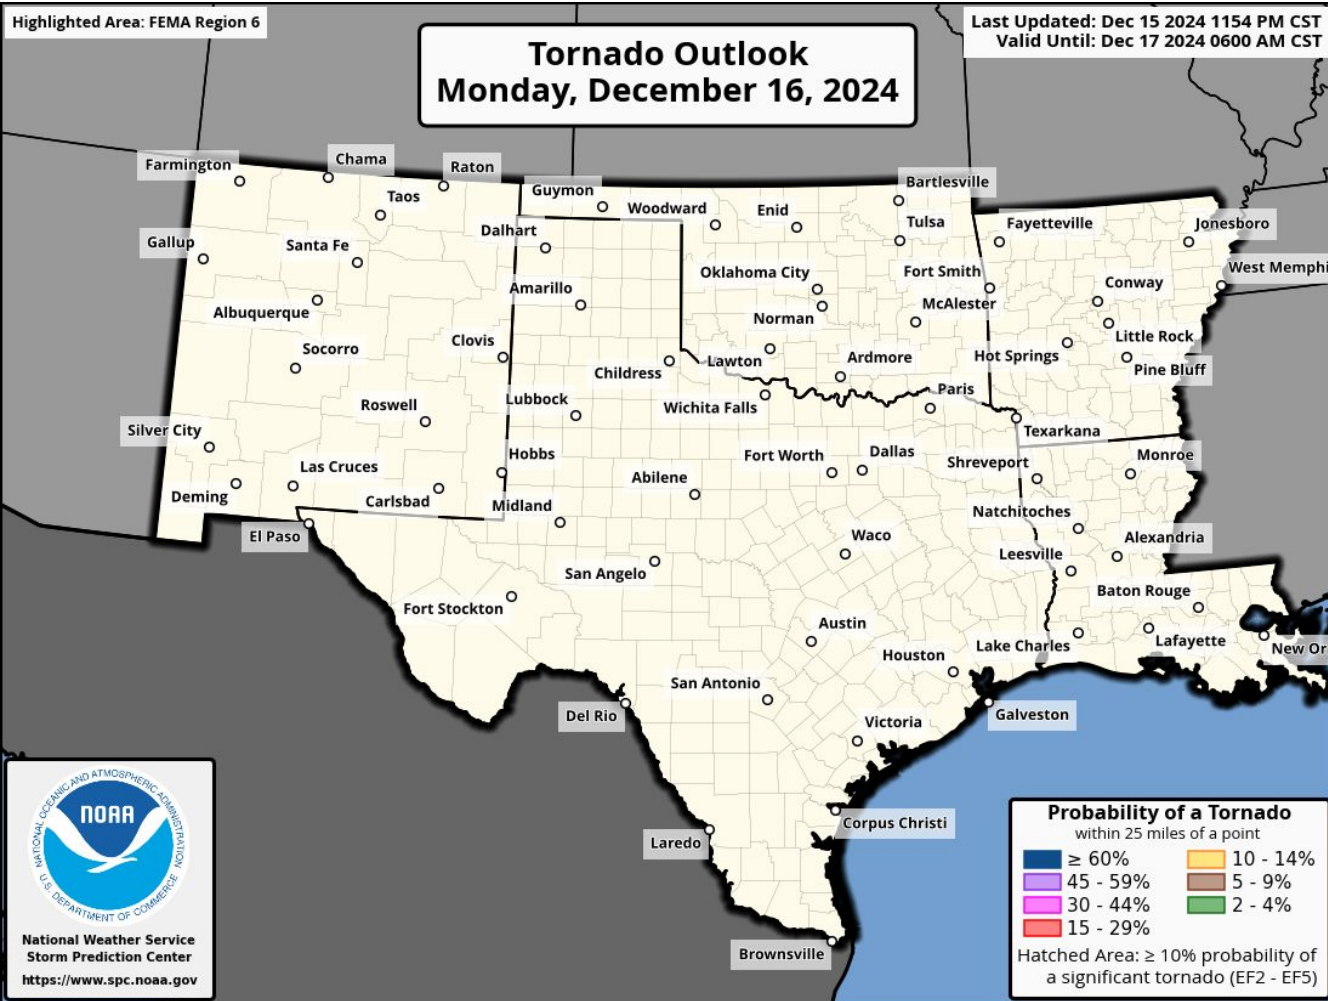 Highlighted Area: FEMA Region 6
Last Updated: Dec 15 2024 1154 PM CST
Valid Until: Dec 17 2024 0600 AM CST
Tornado Outlook
Monday, December 16, 2024
Farmington
Chama
Raton
Taos
Guymon
Woodward
Enid
Bartlesville
Tulsa
Fayetteville
Jonesboro
Gallup
Santa Fe
Dalhart
Oklahoma City
Fort Smith
West Memphi
Conway
Amarillo
Norman
McAlester
Albuquerque
Socorro
Clovis
Childress
Lawton
Ardmore
Hot Springs
Little Rock
Pine Bluff
Roswell
Lubbock
Wichita Falls
Paris
Texarkana
Silver City
Las Cruces
Hobbs
Abilene
Fort Worth
Dallas
Shreveport
Monroe
Deming
Carlsbad
Midland
Natchitoches
El Paso
Waco
Leesville
Alexandria
San Angelo
Fort Stockton
Baton Rouge
Austin
Houston
Lake Charles
Lafayette
New Or
San Antonio
Del Rio
Victoria
Galveston
Laredo
Corpus Christi
Brownsville
NATIONAL OCEANIC AND ATMOSPHERIC ADMINISTRATION
NOAA
U.S. DEPARTMENT OF COMMERCE
National Weather Service
Storm Prediction Center
https://www.spc.noaa.gov
Probability of a Tornado
within 25 miles of a point
≥ 60%
45 - 59%
30 - 44%
15 - 29%
10 - 14%
5 - 9%
2 - 4%
Hatched Area: ≥ 10% probability of
a significant tornado (EF2 - EF5)